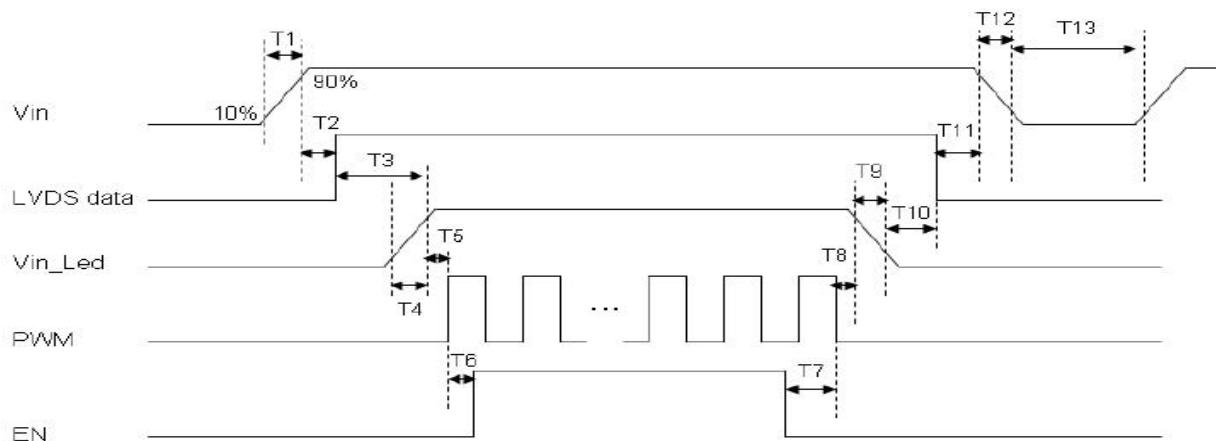 T1
T12
T13
90%
10%
Vin
T2
T11
T3
T9
LVDS data
T10
T5
Vin_Led
T8
T4
...
PWM
T6
T7
EN